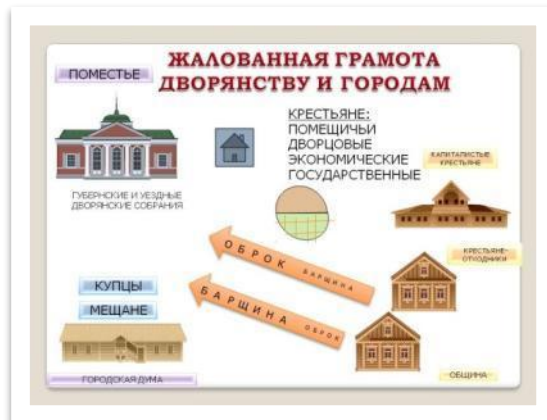 ЖАЛОВАННАЯ ГРАМОТА
ДВОРЯНСТВУ И ГОРОДАМ
ПОМЕСТЬЕ
ГУБЕРНСКИЕ И УЕЗДНЫЕ
ДВОРЯНСКИЕ СОБРАНИЯ
КРЕСТЬЯНЕ:
ПОМЕЩИЧЬИ
ДВОРЦОВЫЕ
ЭКОНОМИЧЕСКИЕ
ГОСУДАРСТВЕННЫЕ
КАПИТАЛИСТЫЕ
КРЕСТЬЯНЕ
КРЕСТЬЯНЕ-
ОТХОДНИКИ
ОБРОК БАРЩИНА
БАРЩИНА ОБРОК
КУПЦЫ
МЕЩАНЕ
ГОРОДСКАЯ ДУМА
ОБЩИНА